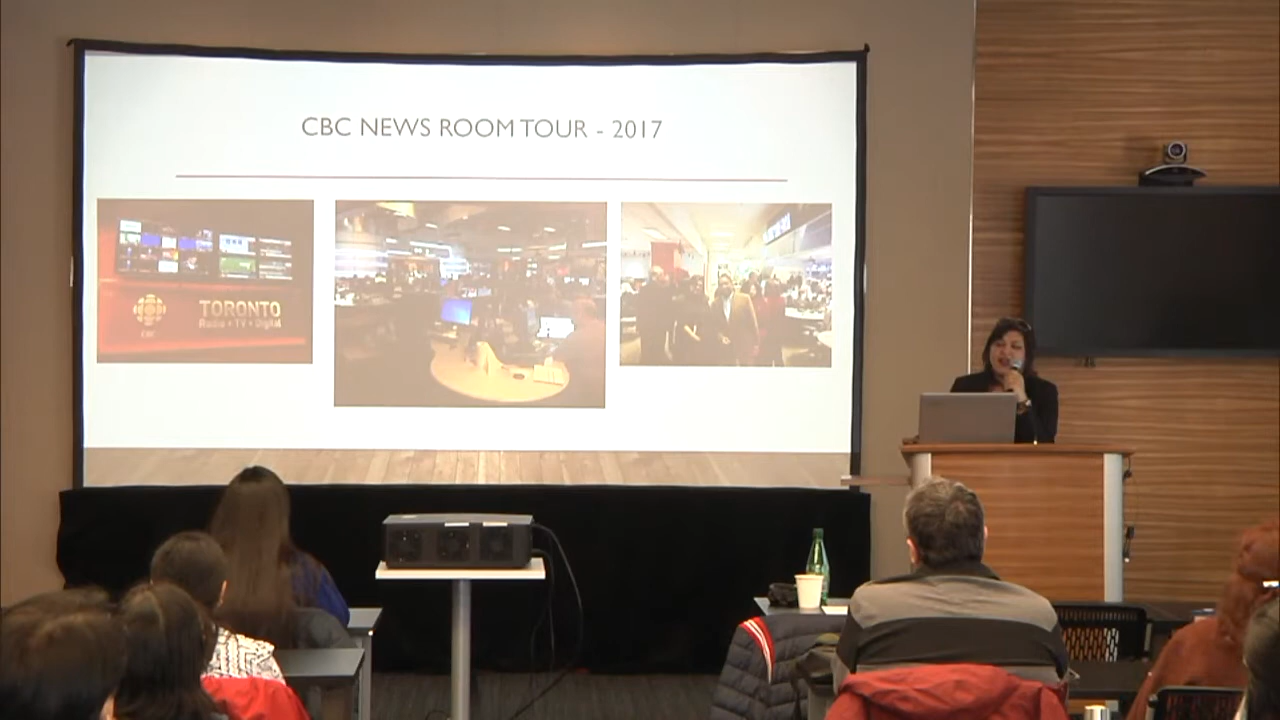 CBC NEWS ROOM TOUR - 2017
TORONTO
Radio • TV • Digital
CBC